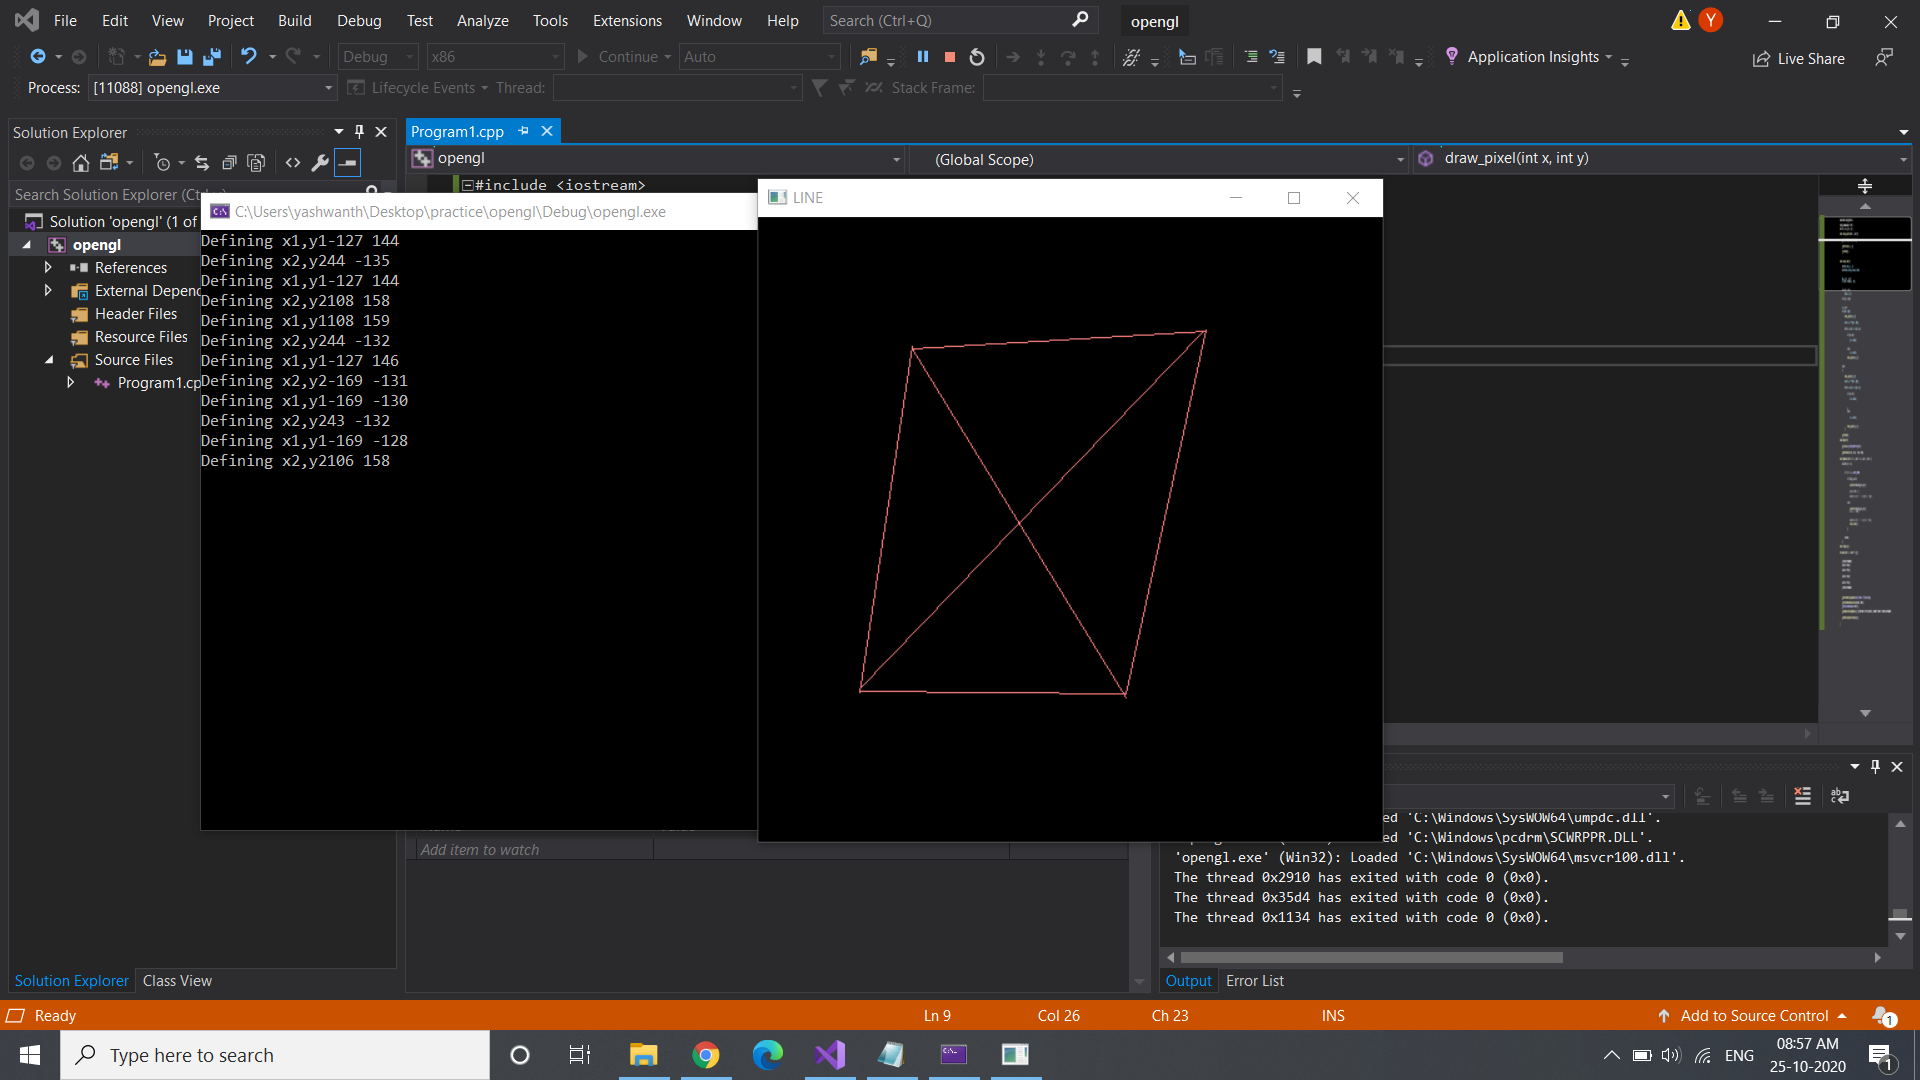 File Edit View Project Build Debug Test Analyze Tools Extensions Window Help Search (Ctrl+Q) opengl Y
Debug x86 Continue Auto Application Insights Live Share
Process: [11088] opengl.exe Lifecycle Events Thread: Stack Frame:
Solution Explorer
Search Solution Explorer
Solution 'opengl' (1 of
opengl
References
External Depen
Header Files
Resource Files
Source Files
Program1.cp
Solution Explorer Class View
Program1.cpp
opengl (Global Scope) draw_pixel(int x, int y)
#include <iostream>
C:\Users\yashwanth\Desktop\practice\opengl\Debug\opengl.exe
Defining x1,y1-127 144
Defining x2,y244 -135
Defining x1,y1-127 144
Defining x2,y2108 158
Defining x1,y1108 159
Defining x2,y244 -132
Defining x1,y1-127 146
Defining x2,y2-169 -131
Defining x1,y1-169 -130
Defining x2,y243 -132
Defining x1,y1-169 -128
Defining x2,y2106 158
LINE
Add item to watch
ed 'C:\Windows\SysWOW64\umpdc.dll'.
ed 'C:\Windows\pcdrm\SCWRPPR.DLL'.
'opengl.exe' (Win32): Loaded 'C:\Windows\SysWOW64\msvcr100.dll'.
The thread 0x2910 has exited with code 0 (0x0).
The thread 0x35d4 has exited with code 0 (0x0).
The thread 0x1134 has exited with code 0 (0x0).
Output Error List
Ready Ln 9 Col 26 Ch 23 INS Add to Source Control 1
Type here to search ENG 08:57 AM
25-10-2020 1